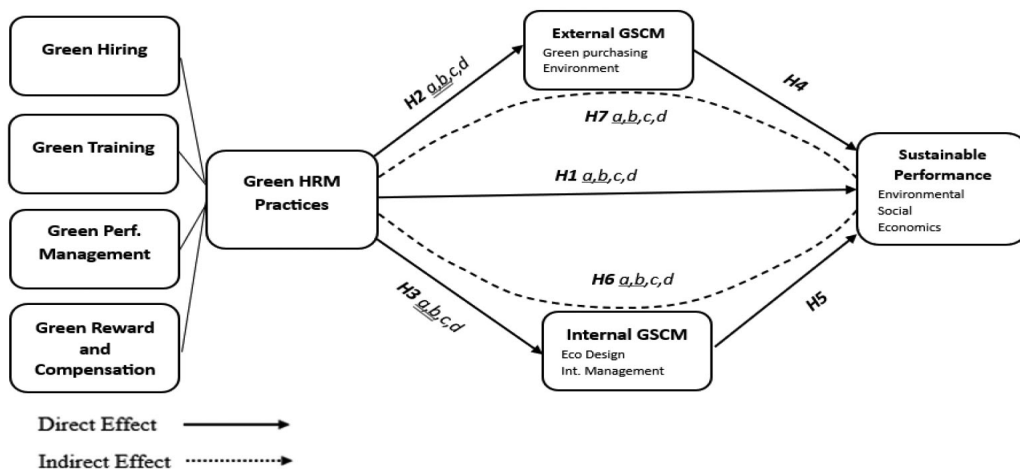 Green Hiring
Green Training
Green Perf.
Management
Green Reward
and
Compensation
Green HRM
Practices
External GSCM
Green purchasing
Environment
H2 a,b,c,d
H7 a,b,c,d
H4
H1 a,b,c,d
Sustainable
Performance
Environmental
Social
Economics
H6 a,b,c,d
H3 a,b,c,d
H5
Internal GSCM
Eco Design
Int. Management
Direct Effect
Indirect Effect